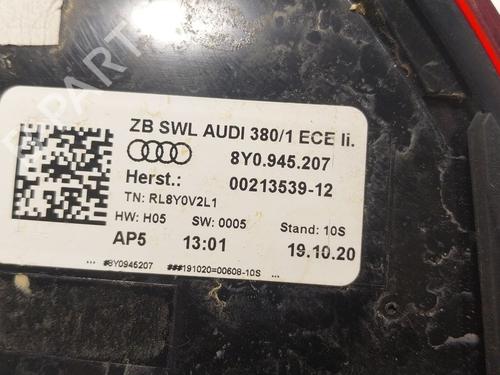 ZB SWL AUDI 380/1 ECE li.
8Y0.945.207
Herst.: 00213539-12
TN: RL8Y0V2L1
HW: H05 SW: 0005 Stand: 10S
AP5 13:01 19.10.20
#8Y0945207 ###191020=00608-10S
B-Parts